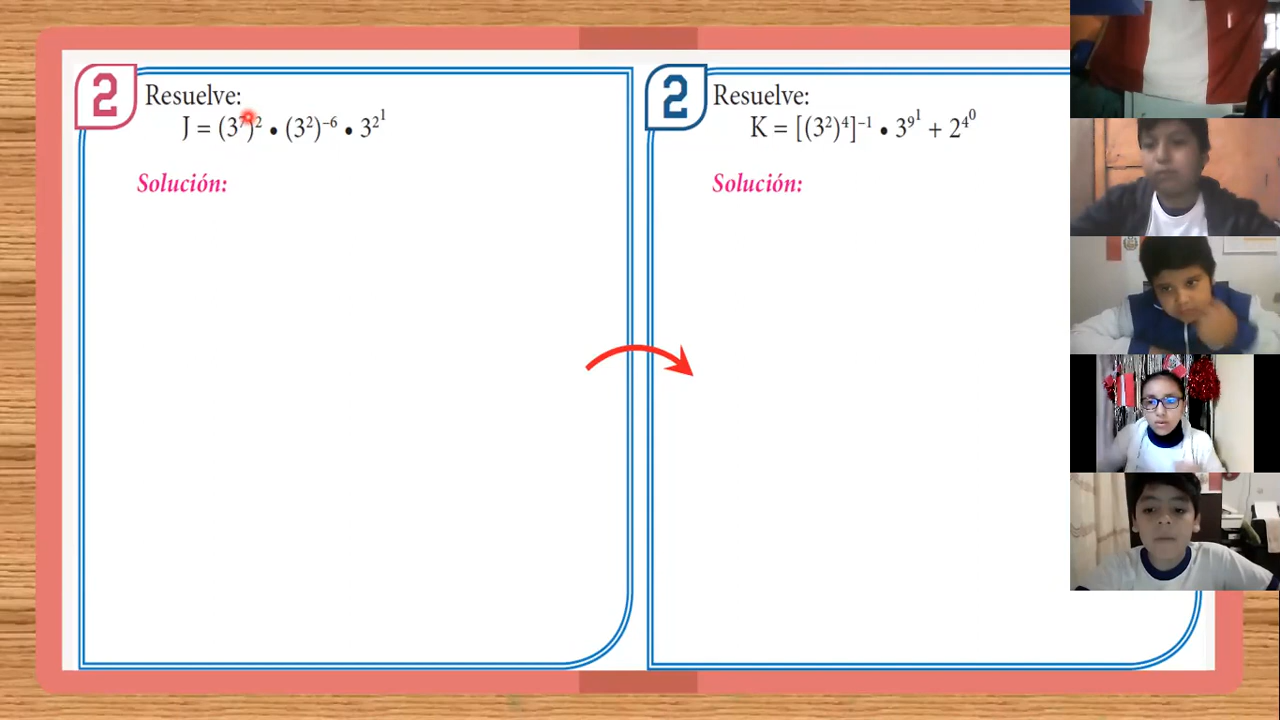 2
Resuelve:
J = (3⁷)² • (3²)⁻⁶ • 3^2^1
Solución:
2
Resuelve:
K = [(3²)⁴]⁻¹ • 3^9^1 + 2^4^0
Solución: